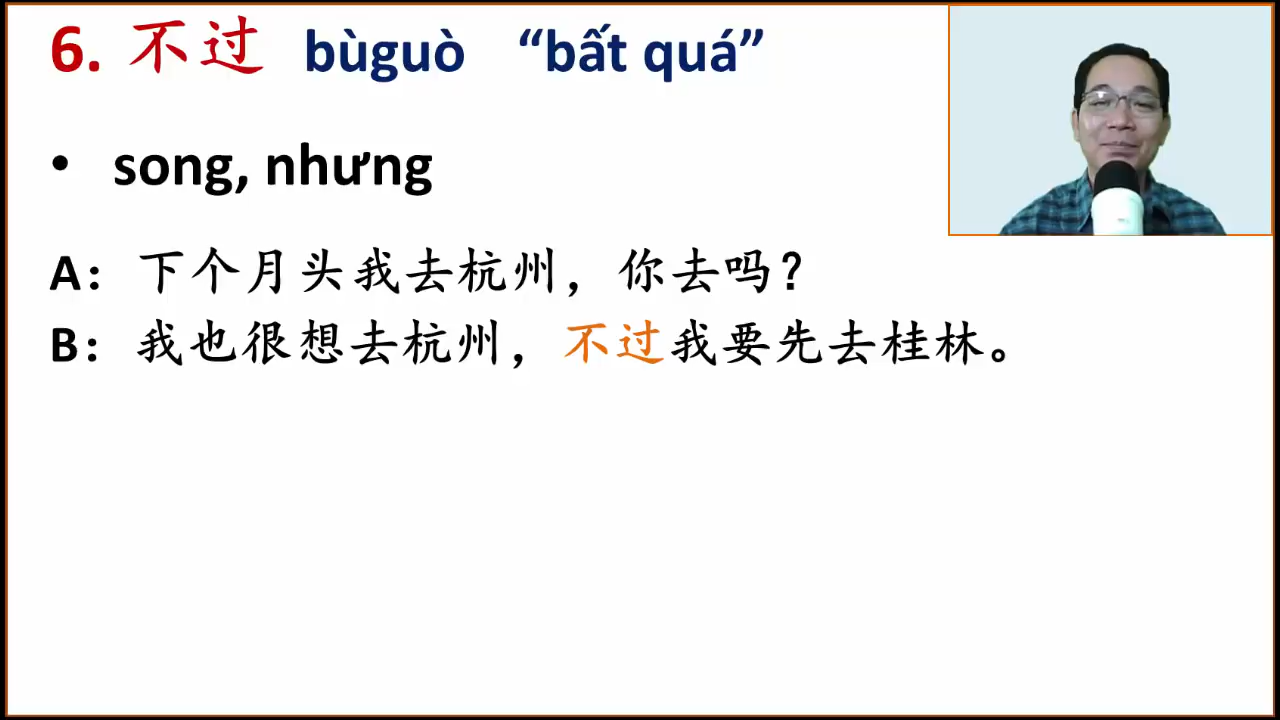 6. 不过 bùguò “bất quá”
• song, nhưng
A：下个月头我去杭州，你去吗？
B：我也很想去杭州，不过我要先去桂林。